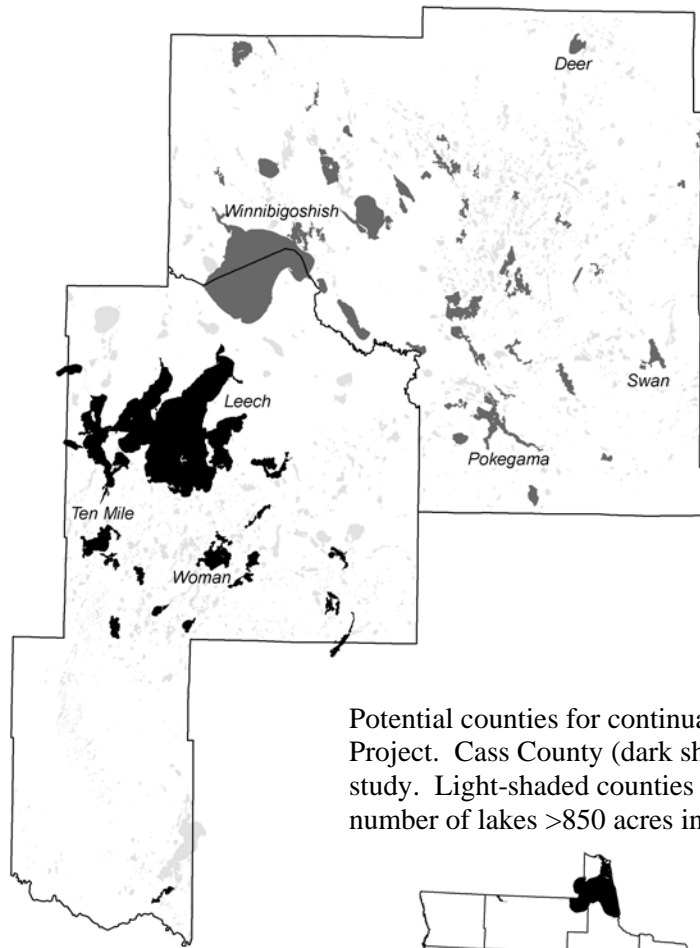 Deer
Winnibigoshish
Leech
Swan
Pokegama
Ten Mile
Woman
Potential counties for continua
Project.  Cass County (dark sh
study.  Light-shaded counties
number of lakes >850 acres in